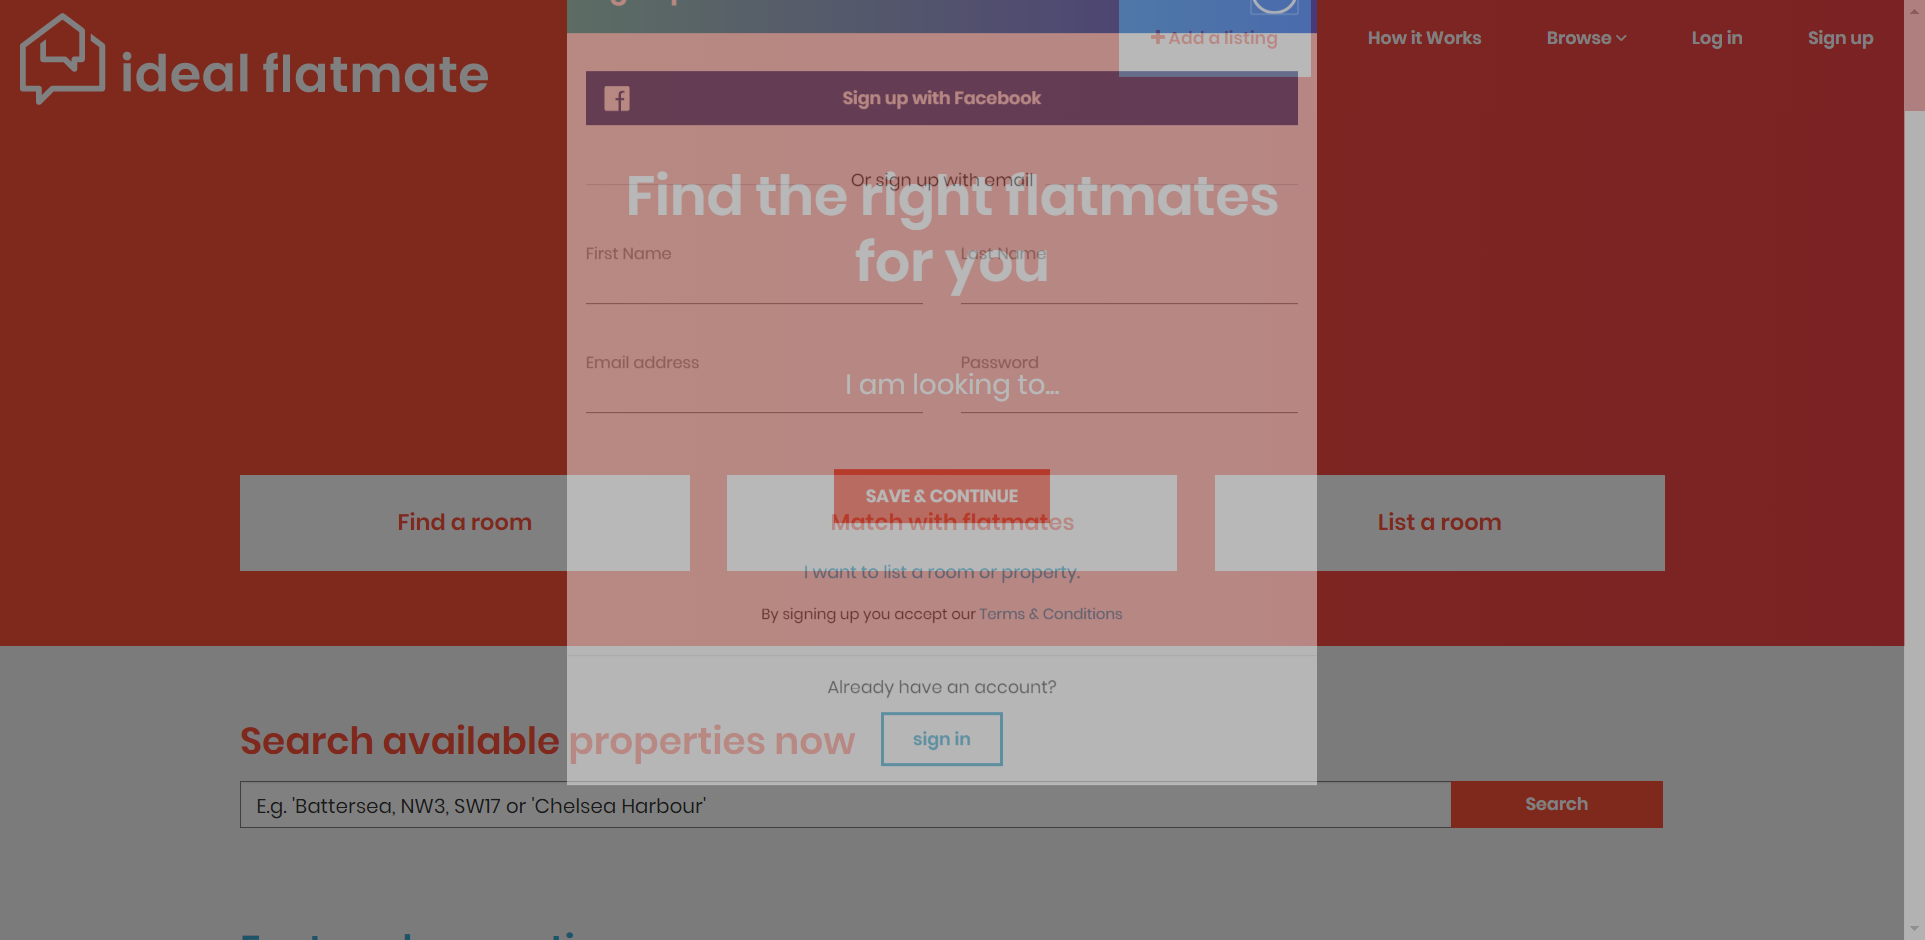 ideal flatmate
+ Add a listing
How it Works
Browse
Log in
Sign up
Sign up with Facebook
Or sign up with email
Find the right flatmates
for you
First Name
Last Name
Email address
Password
I am looking to...
SAVE & CONTINUE
Find a room
Match with flatmates
List a room
I want to list a room or property.
By signing up you accept our Terms & Conditions
Already have an account?
sign in
Search available properties now
E.g. 'Battersea, NW3, SW17 or 'Chelsea Harbour'
Search